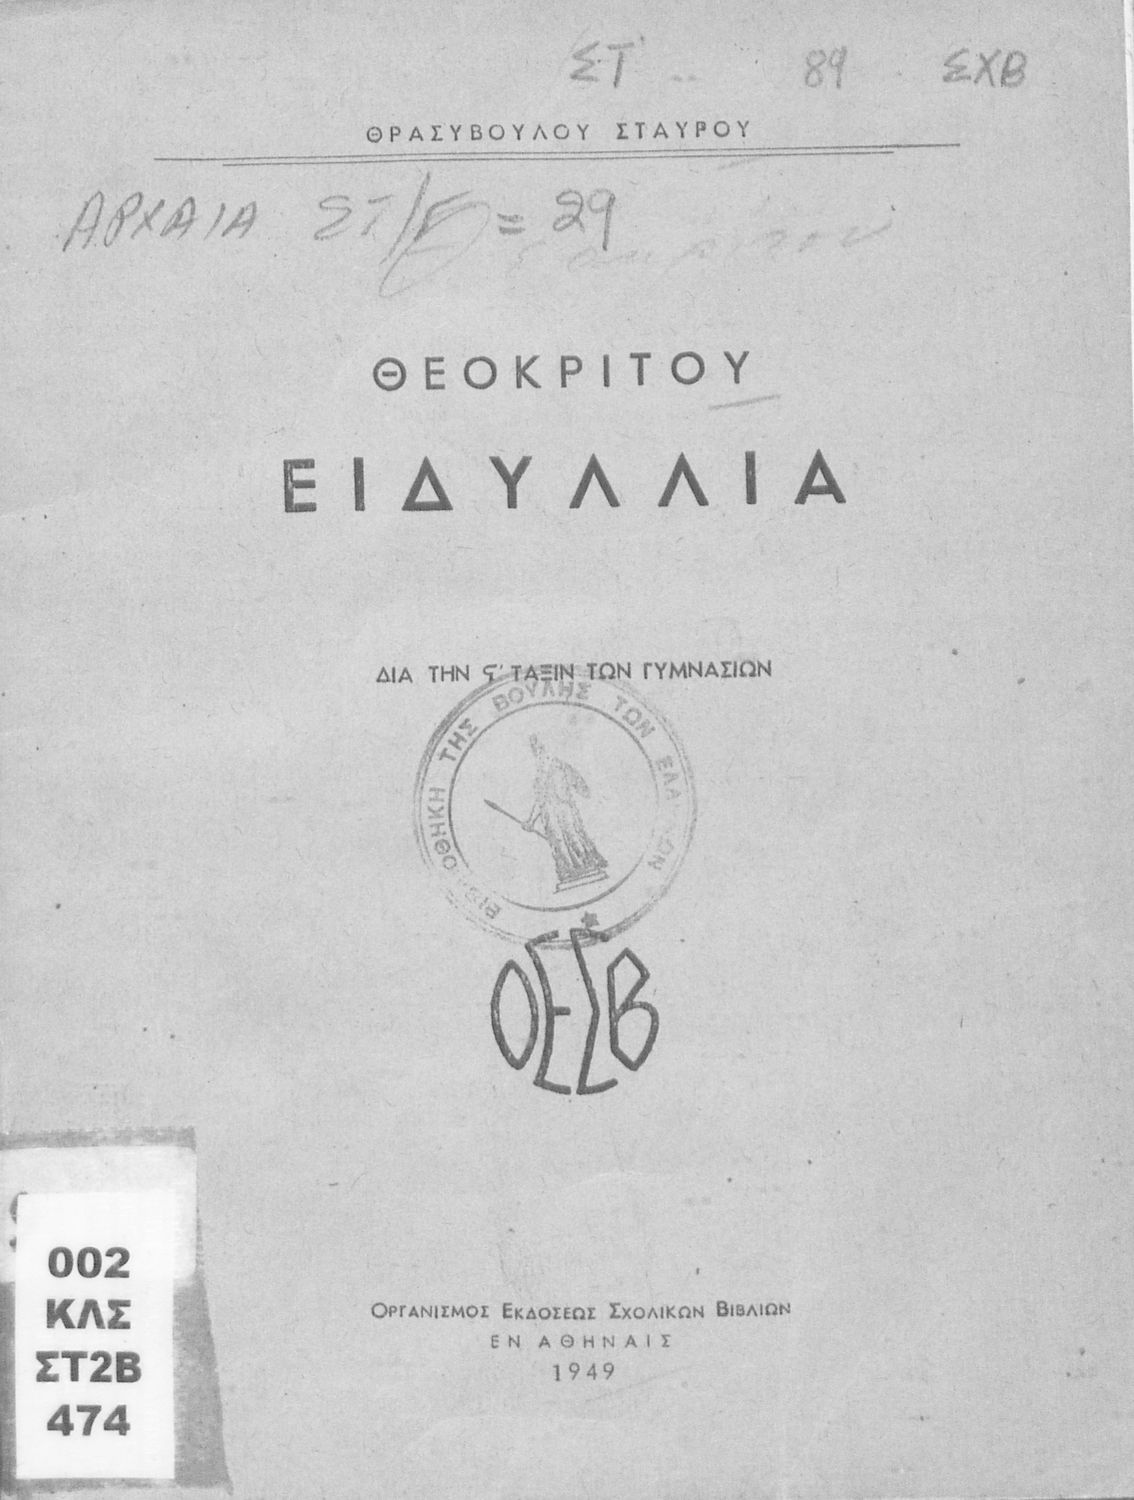 ΣΤ' 89 ΣΧΒ
ΘΡΑΣΥΒΟΥΛΟΥ ΣΤΑΥΡΟΥ
ΑΡΧΑΙΑ ΣΤ/Γ = 29
ΘΕΟΚΡΙΤΟΥ
ΕΙΔΥΛΛΙΑ
ΔΙΑ ΤΗΝ Ϛ' ΤΑΞΙΝ ΤΩΝ ΓΥΜΝΑΣΙΩΝ
ΒΙΒΛΙΟΘΗΚΗ ΤΗΣ ΒΟΥΛΗΣ ΤΩΝ
ΟΕΣΒ
002
ΚΛΣ
ΣΤ2Β
474
ΟΡΓΑΝΙΣΜΟΣ ΕΚΔΟΣΕΩΣ ΣΧΟΛΙΚΩΝ ΒΙΒΛΙΩΝ
ΕΝ ΑΘΗΝΑΙΣ
1949